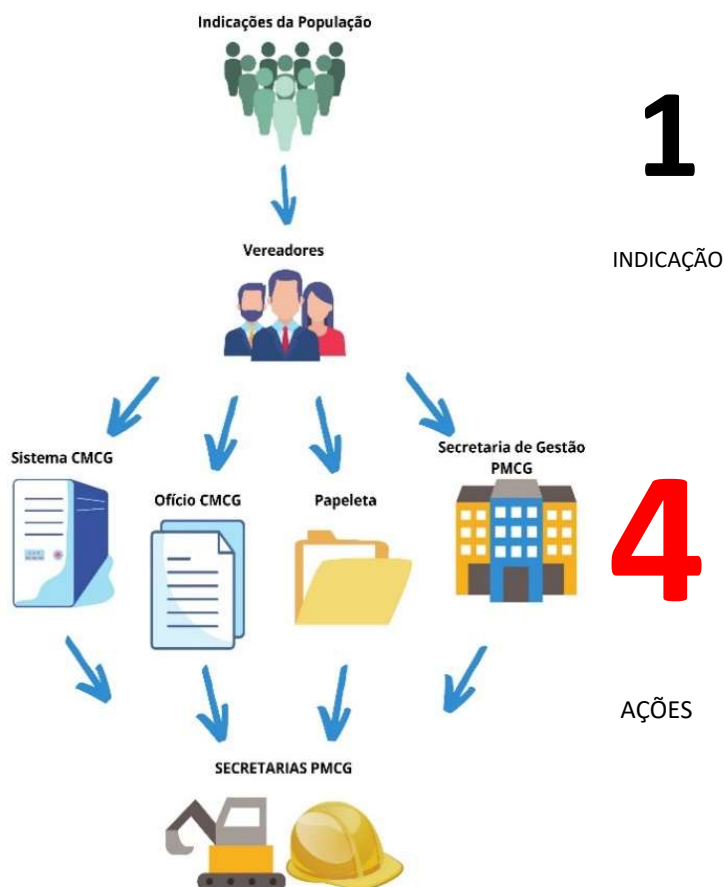 Indicações da População
1
INDICAÇÃO
Vereadores
Sistema CMCG
Ofício CMCG
Papeleta
Secretaria de Gestão
PMCG
4
AÇÕES
SECRETARIAS PMCG